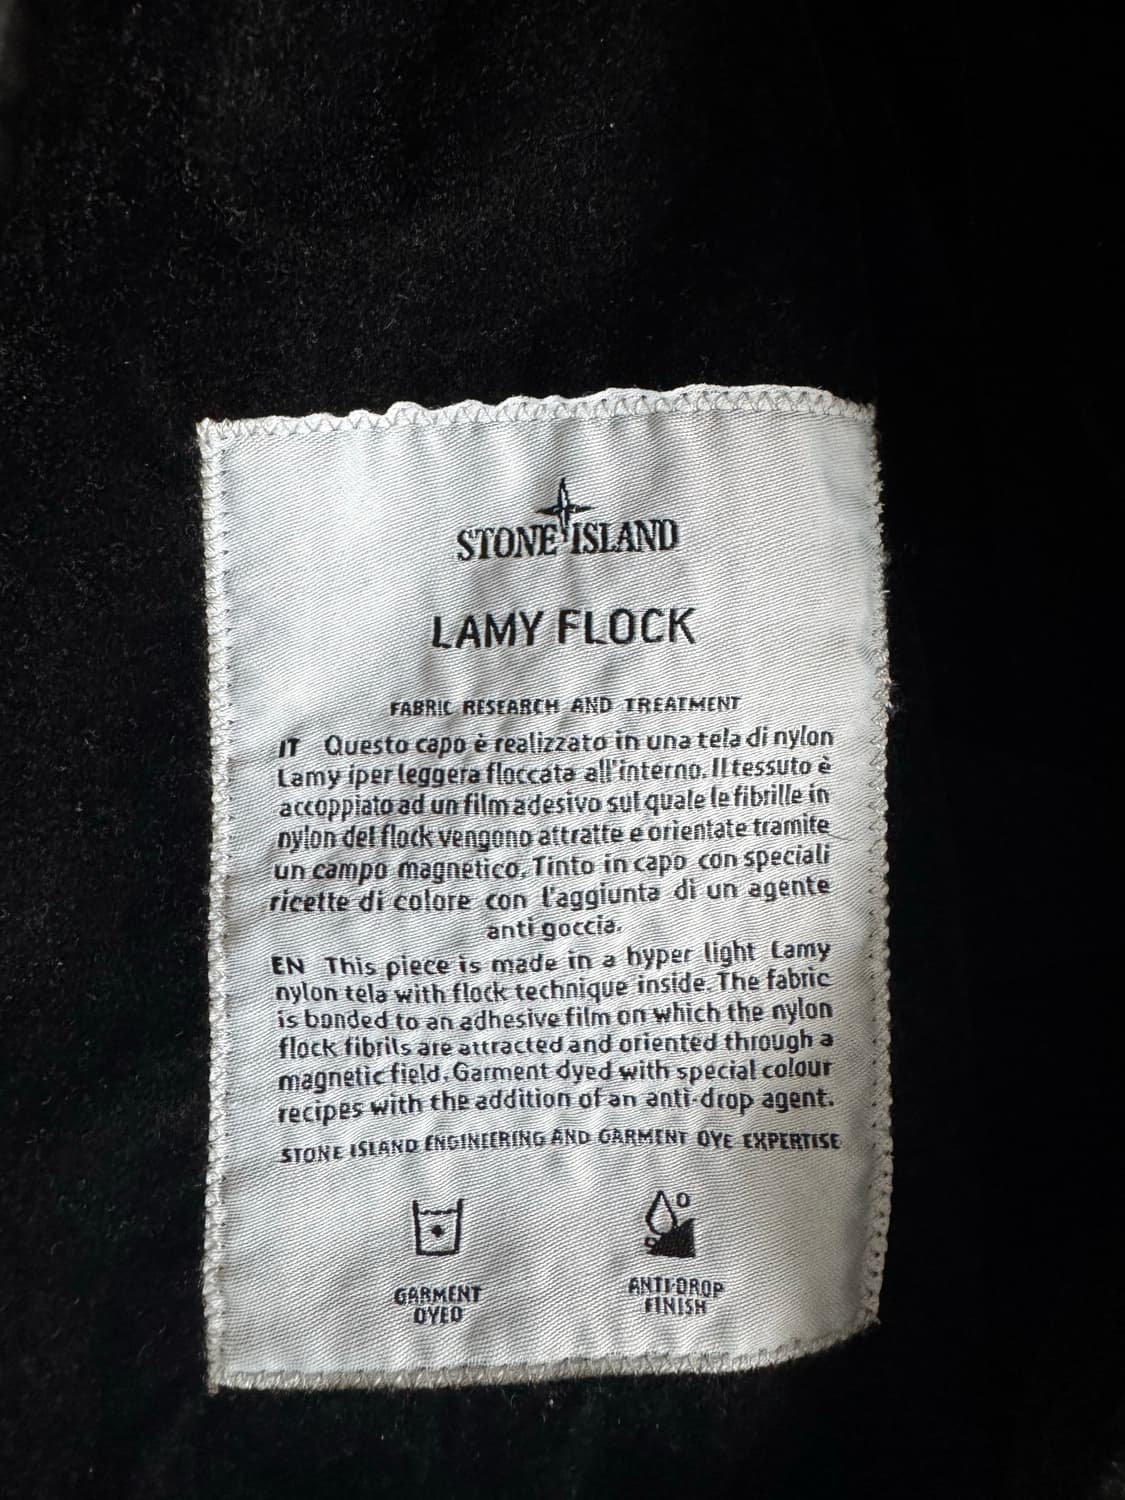 STONE ISLAND
LAMY FLOCK
FABRIC RESEARCH AND TREATMENT
IT Questo capo è realizzato in una tela di nylon
Lamy iper leggera floccata all'interno. Il tessuto è
accoppiato ad un film adesivo sul quale le fibrille in
nylon del flock vengono attratte e orientate tramite
un campo magnetico. Tinto in capo con speciali
ricette di colore con l'aggiunta di un agente
anti goccia.
EN This piece is made in a hyper light Lamy
nylon tela with flock technique inside. The fabric
is bonded to an adhesive film on which the nylon
flock fibrils are attracted and oriented through a
magnetic field. Garment dyed with special colour
recipes with the addition of an anti-drop agent.
STONE ISLAND ENGINEERING AND GARMENT DYE EXPERTISE
GARMENT
DYED
ANTI-DROP
FINISH